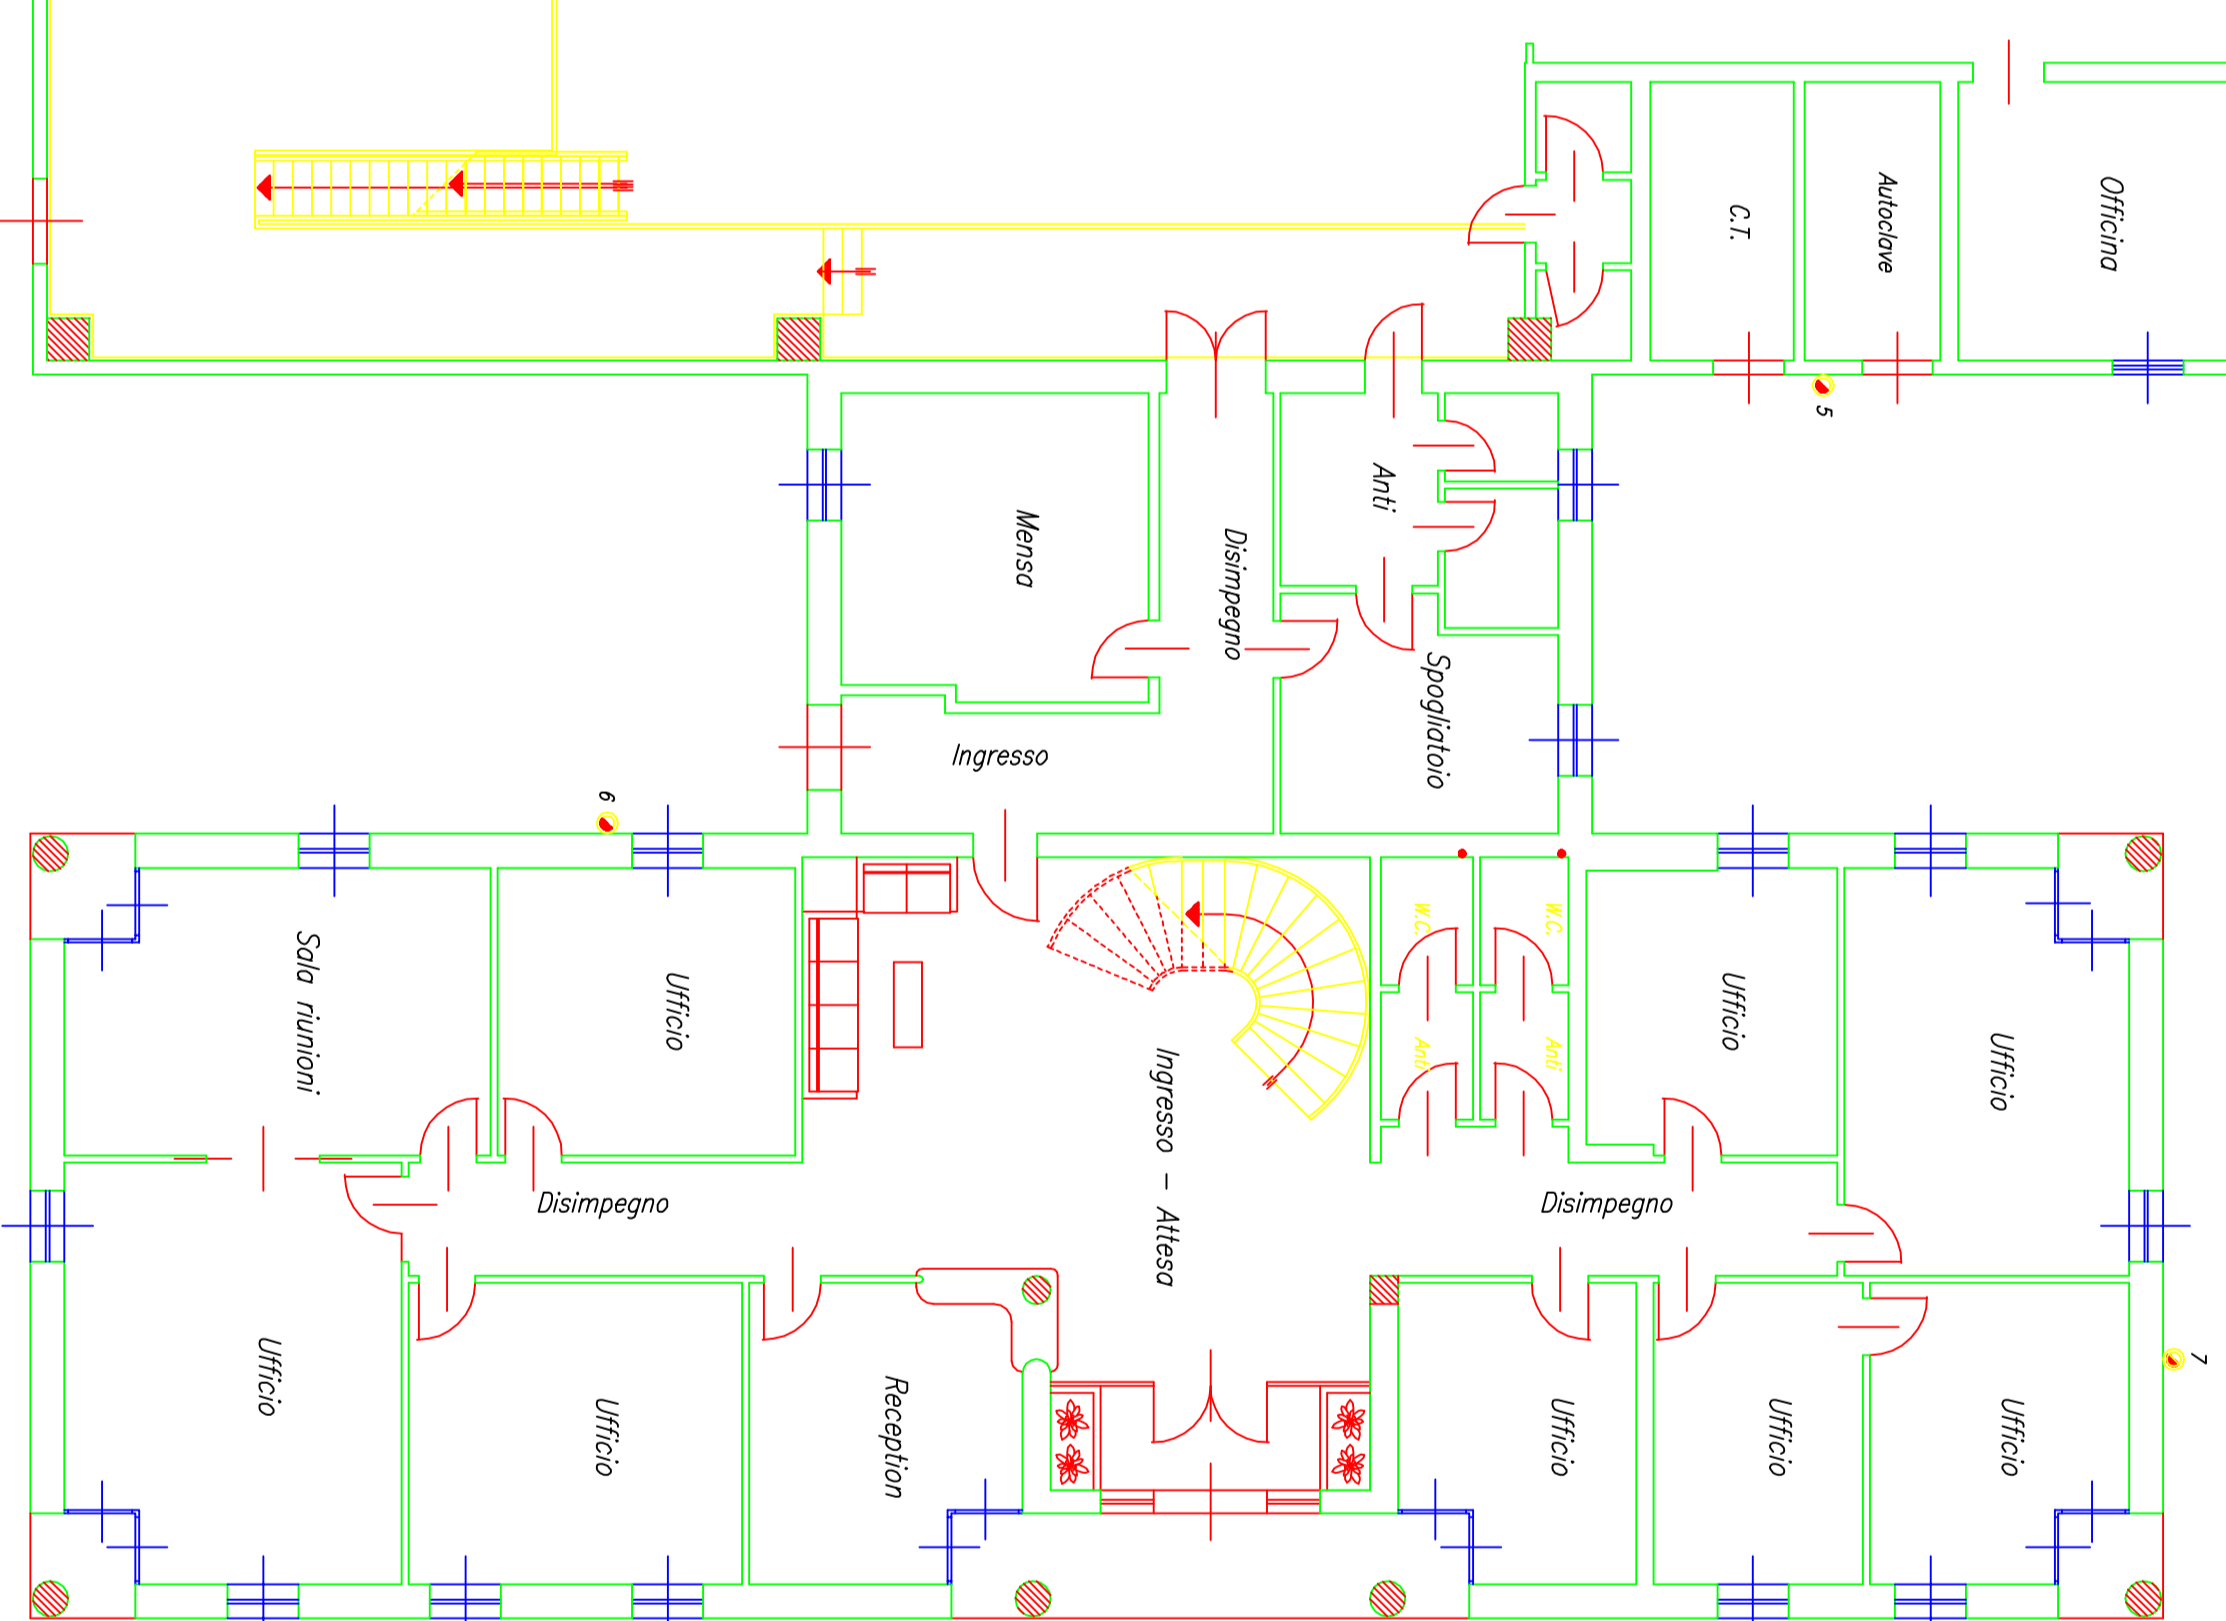 Officina
Autoclave
C.T.
5
Anti
Mensa
Disimpegno
Spogliatoio
Ingresso
6
W.C.
W.C.
Sala riunioni
Ufficio
Ufficio
Ufficio
Anti
Anti
Ingresso - Attesa
Disimpegno
Disimpegno
7
Ufficio
Ufficio
Reception
Ufficio
Ufficio
Ufficio